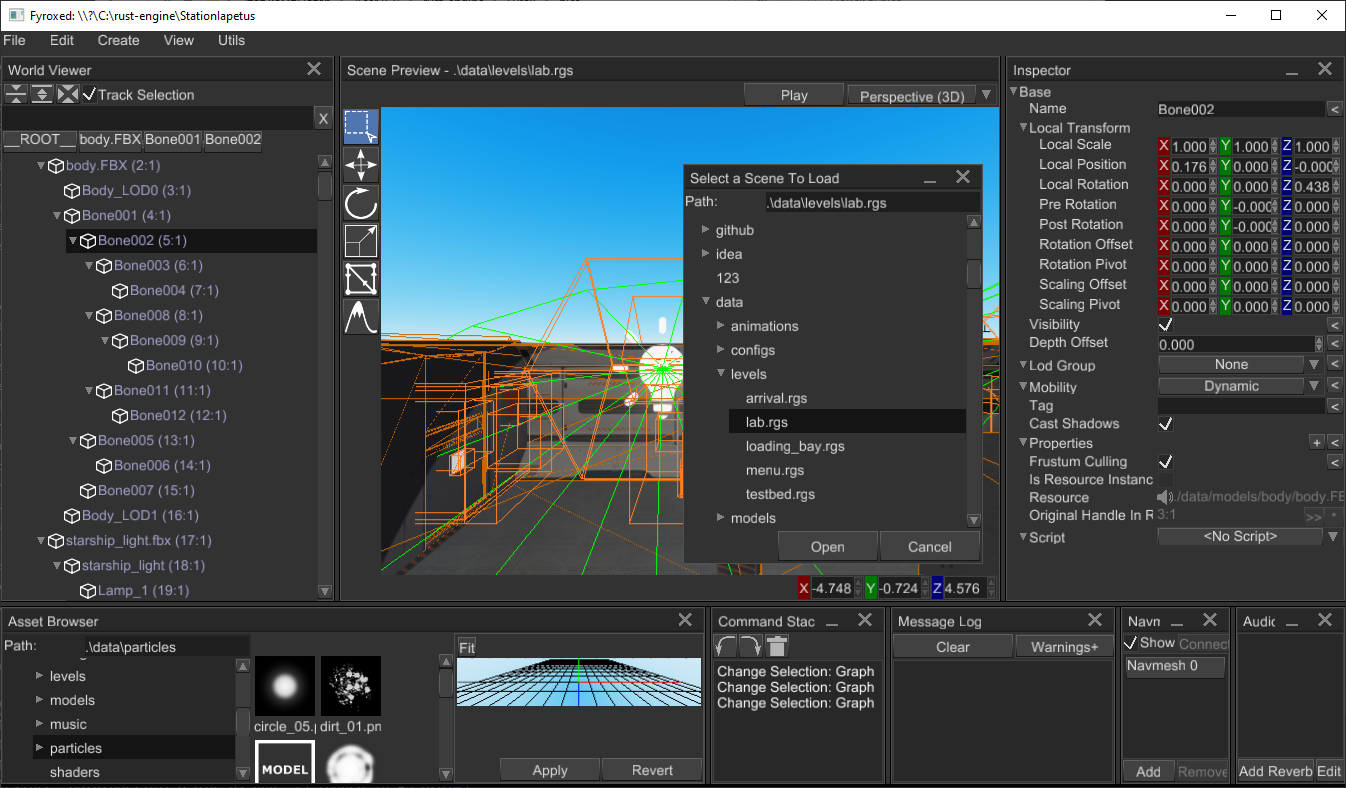 Fyroxed: \\?\C:\rust-engine\StationIapetus
File Edit Create View Utils
World Viewer
Track Selection
X
__ROOT__ body.FBX Bone001 Bone002
body.FBX (2:1)
Body_LOD0 (3:1)
Bone001 (4:1)
Bone002 (5:1)
Bone003 (6:1)
Bone004 (7:1)
Bone008 (8:1)
Bone009 (9:1)
Bone010 (10:1)
Bone011 (11:1)
Bone012 (12:1)
Bone005 (13:1)
Bone006 (14:1)
Bone007 (15:1)
Body_LOD1 (16:1)
starship_light.fbx (17:1)
starship_light (18:1)
Lamp_1 (19:1)
Scene Preview - .\data\levels\lab.rgs
Play Perspective (3D)
Select a Scene To Load
Path: .\data\levels\lab.rgs
github
idea
123
data
animations
configs
levels
arrival.rgs
lab.rgs
loading_bay.rgs
menu.rgs
testbed.rgs
models
Open Cancel
X -4.748 Y -0.724 Z 4.576
Inspector
Base
Name Bone002 <
Local Transform
Local Scale X 1.000 Y 1.000 Z 1.000
Local Position X 0.176 Y 0.000 Z -0.000
Local Rotation X 0.000 Y 0.000 Z 0.438
Pre Rotation X 0.000 Y -0.000 Z 0.000
Post Rotation X 0.000 Y -0.000 Z 0.000
Rotation Offset X 0.000 Y 0.000 Z 0.000
Rotation Pivot X 0.000 Y 0.000 Z 0.000
Scaling Offset X 0.000 Y 0.000 Z 0.000
Scaling Pivot X 0.000 Y 0.000 Z 0.000
Visibility <
Depth Offset 0.000 <
Lod Group None <
Mobility Dynamic <
Tag <
Cast Shadows
Properties + <
Frustum Culling <
Is Resource Instanc
Resource ./data/models/body/body.FB
Original Handle In R 3:1 >> *
Script <No Script>
Asset Browser
Path: .\data\particles
levels
models
music
particles
shaders
circle_05.p dirt_01.pn
MODEL
Fit
Apply Revert
Command Stac
Change Selection: Graph
Change Selection: Graph
Change Selection: Graph
Message Log
Clear Warnings+
Navn
Show Connect
Navmesh 0
Add Remove
Audic
Add Reverb Edit